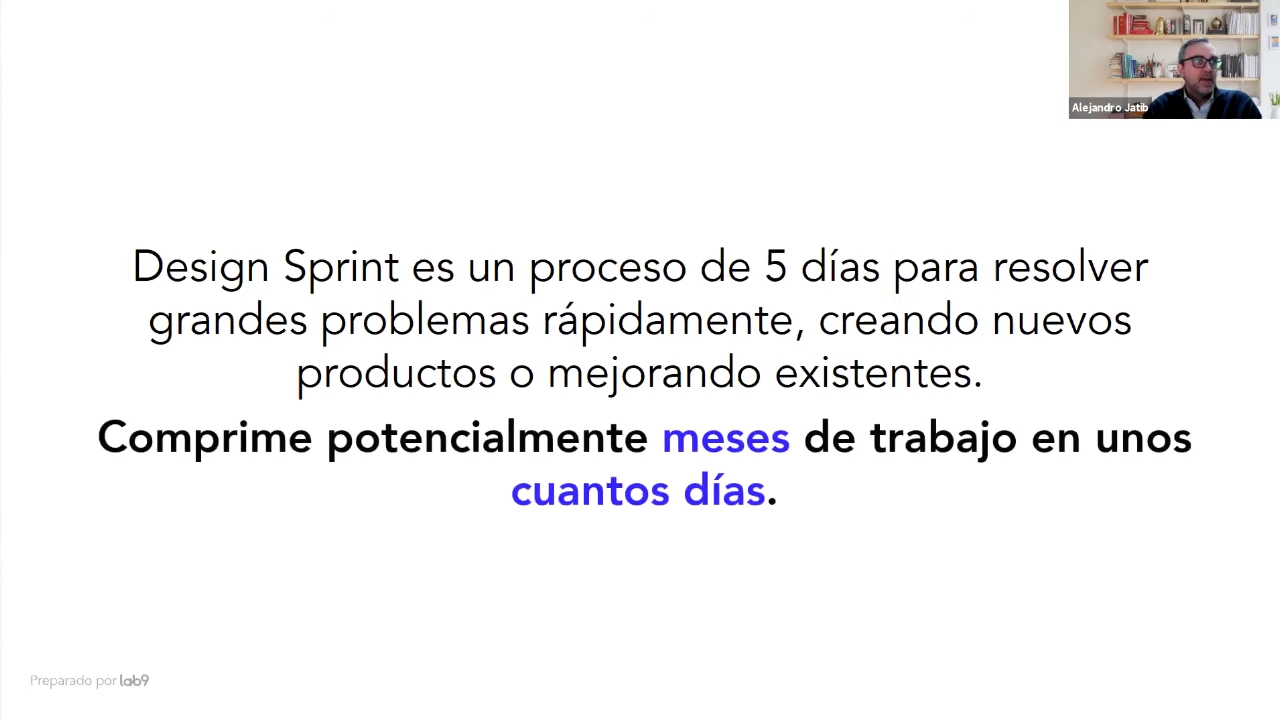 Alejandro Jatib
Design Sprint es un proceso de 5 días para resolver
grandes problemas rápidamente, creando nuevos
productos o mejorando existentes.
Comprime potencialmente meses de trabajo en unos
cuantos días.
Preparado por lab9